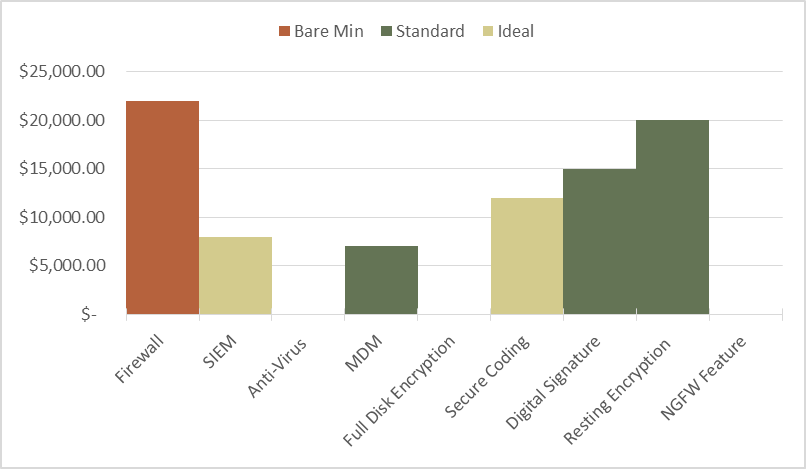 Bare Min Standard Ideal
$25,000.00
$20,000.00
$15,000.00
$10,000.00
$5,000.00
$-
Firewall
SIEM
Anti-Virus
MDM
Full Disk Encryption
Secure Coding
Digital Signature
Resting Encryption
NGFW Feature